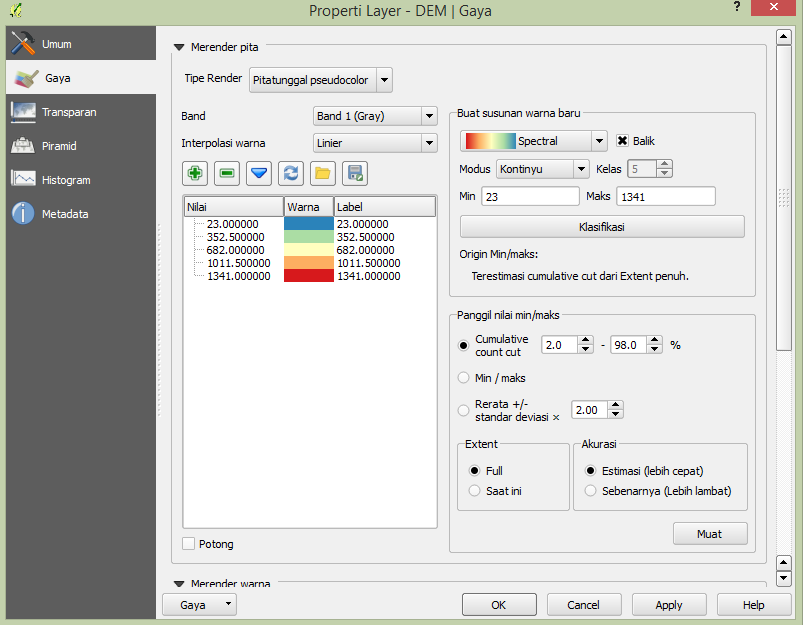 Properti Layer - DEM | Gaya
?
Umum
Gaya
Transparan
Piramid
Histogram
Metadata
Merender pita
Tipe Render Pitatunggal pseudocolor
Band Band 1 (Gray)
Interpolasi warna Linier
Nilai Warna Label
23.000000 23.000000
352.500000 352.500000
682.000000 682.000000
1011.500000 1011.500000
1341.000000 1341.000000
Potong
Buat susunan warna baru
Spectral Balik
Modus Kontinyu Kelas 5
Min 23 Maks 1341
Klasifikasi
Origin Min/maks:
Terestimasi cumulative cut dari Extent penuh.
Panggil nilai min/maks
Cumulative
count cut 2.0 - 98.0 %
Min / maks
Rerata +/-
standar deviasi × 2.00
Extent
Full
Saat ini
Akurasi
Estimasi (lebih cepat)
Sebenarnya (Lebih lambat)
Muat
Merender warna
Gaya OK Cancel Apply Help